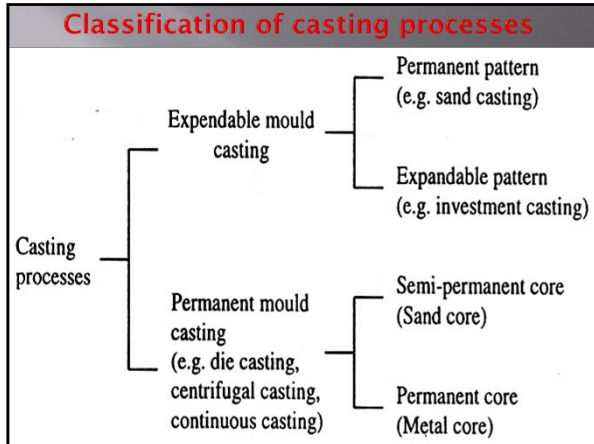 Classification of casting processes
Permanent pattern
(e.g. sand casting)
Expendable mould
casting
Expandable pattern
(e.g. investment casting)
Casting
processes
Semi-permanent core
(Sand core)
Permanent mould
casting
(e.g. die casting,
centrifugal casting,
continuous casting)
Permanent core
(Metal core)